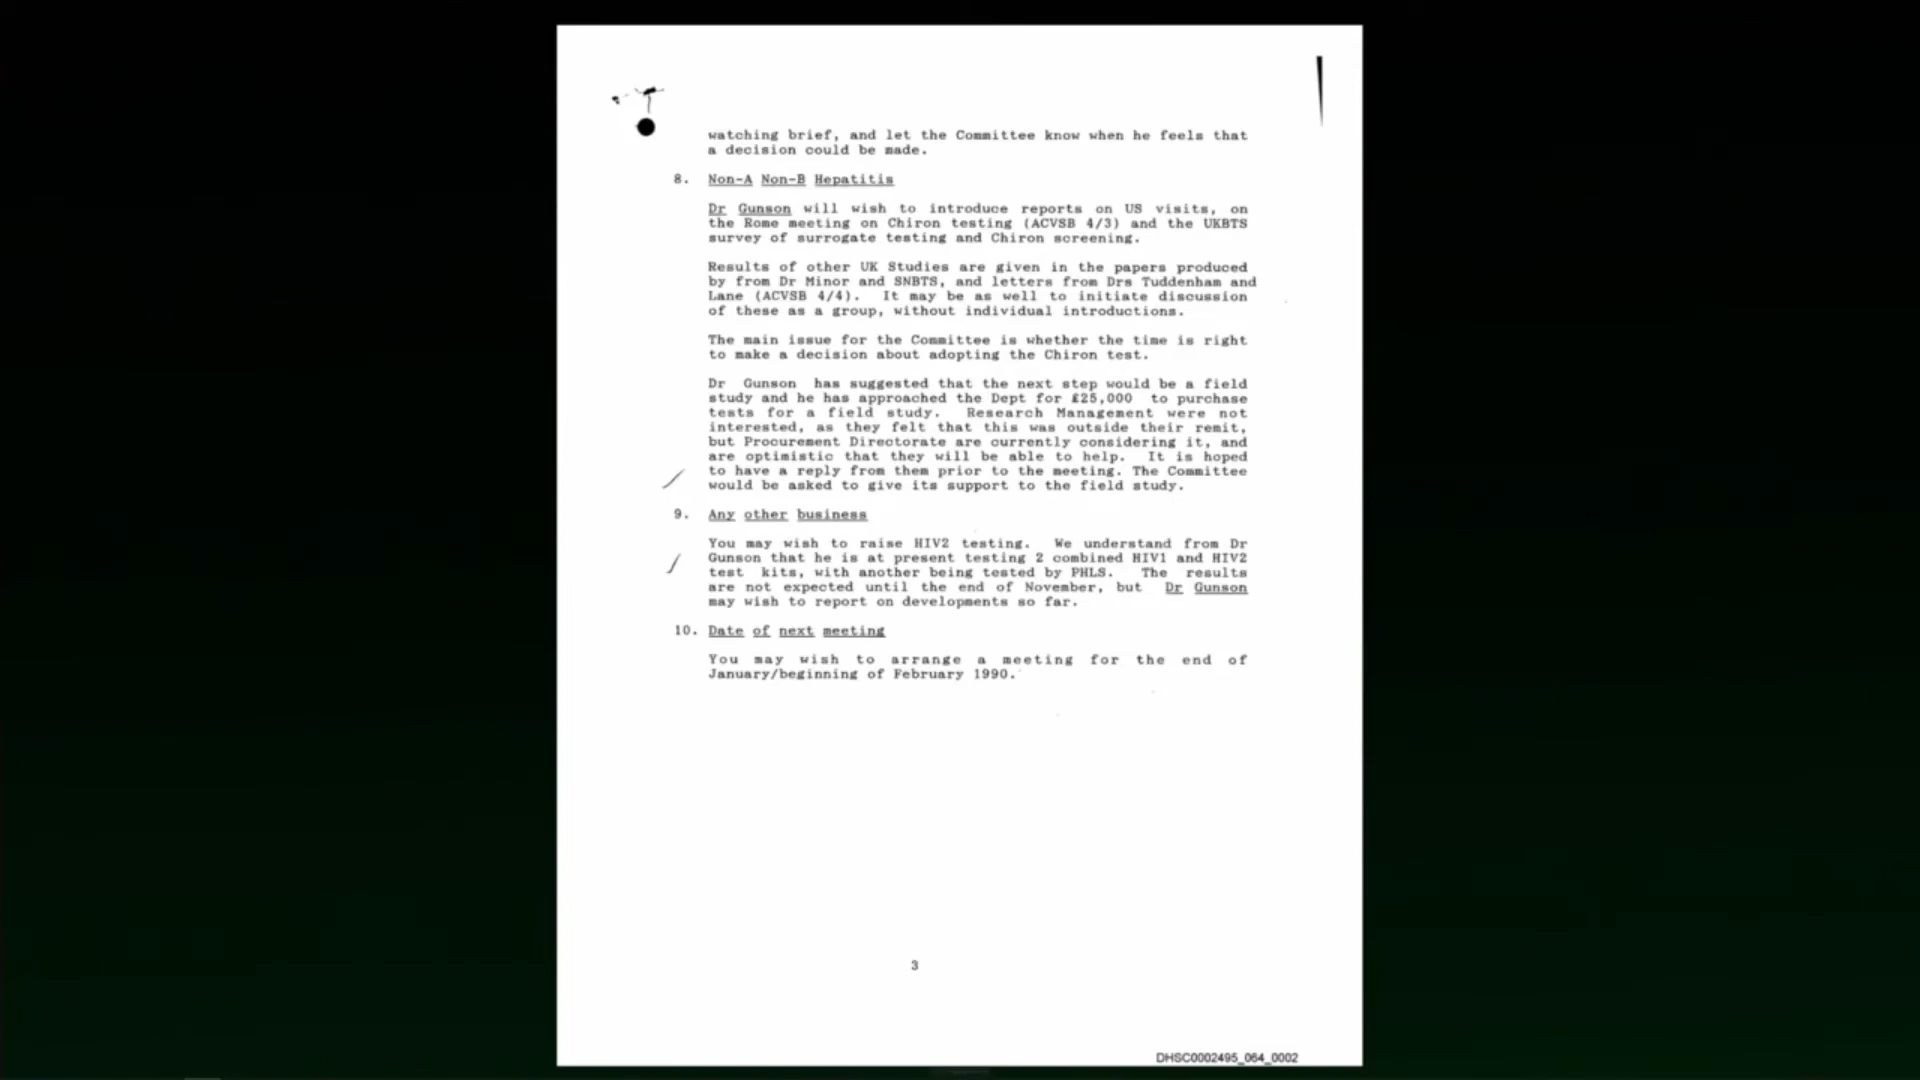 watching brief, and let the Committee know when he feels that
a decision could be made.
8. Non-A Non-B Hepatitis
Dr Gunson will wish to introduce reports on US visits, on
the Rome meeting on Chiron testing (ACVSB 4/3) and the UKBTS
survey of surrogate testing and Chiron screening.
Results of other UK Studies are given in the papers produced
by from Dr Minor and SNBTS, and letters from Drs Tuddenham and
Lane (ACVSB 4/4). It may be as well to initiate discussion
of these as a group, without individual introductions.
The main issue for the Committee is whether the time is right
to make a decision about adopting the Chiron test.
Dr Gunson has suggested that the next step would be a field
study and he has approached the Dept for £25,000 to purchase
tests for a field study. Research Management were not
interested, as they felt that this was outside their remit,
but Procurement Directorate are currently considering it, and
are optimistic that they will be able to help. It is hoped
to have a reply from them prior to the meeting. The Committee
would be asked to give its support to the field study.
9. Any other business
You may wish to raise HIV2 testing. We understand from Dr
Gunson that he is at present testing 2 combined HIV1 and HIV2
test kits, with another being tested by PHLS. The results
are not expected until the end of November, but Dr Gunson
may wish to report on developments so far.
10. Date of next meeting
You may wish to arrange a meeting for the end of
January/beginning of February 1990.
3
DHSC0002495_064_0002